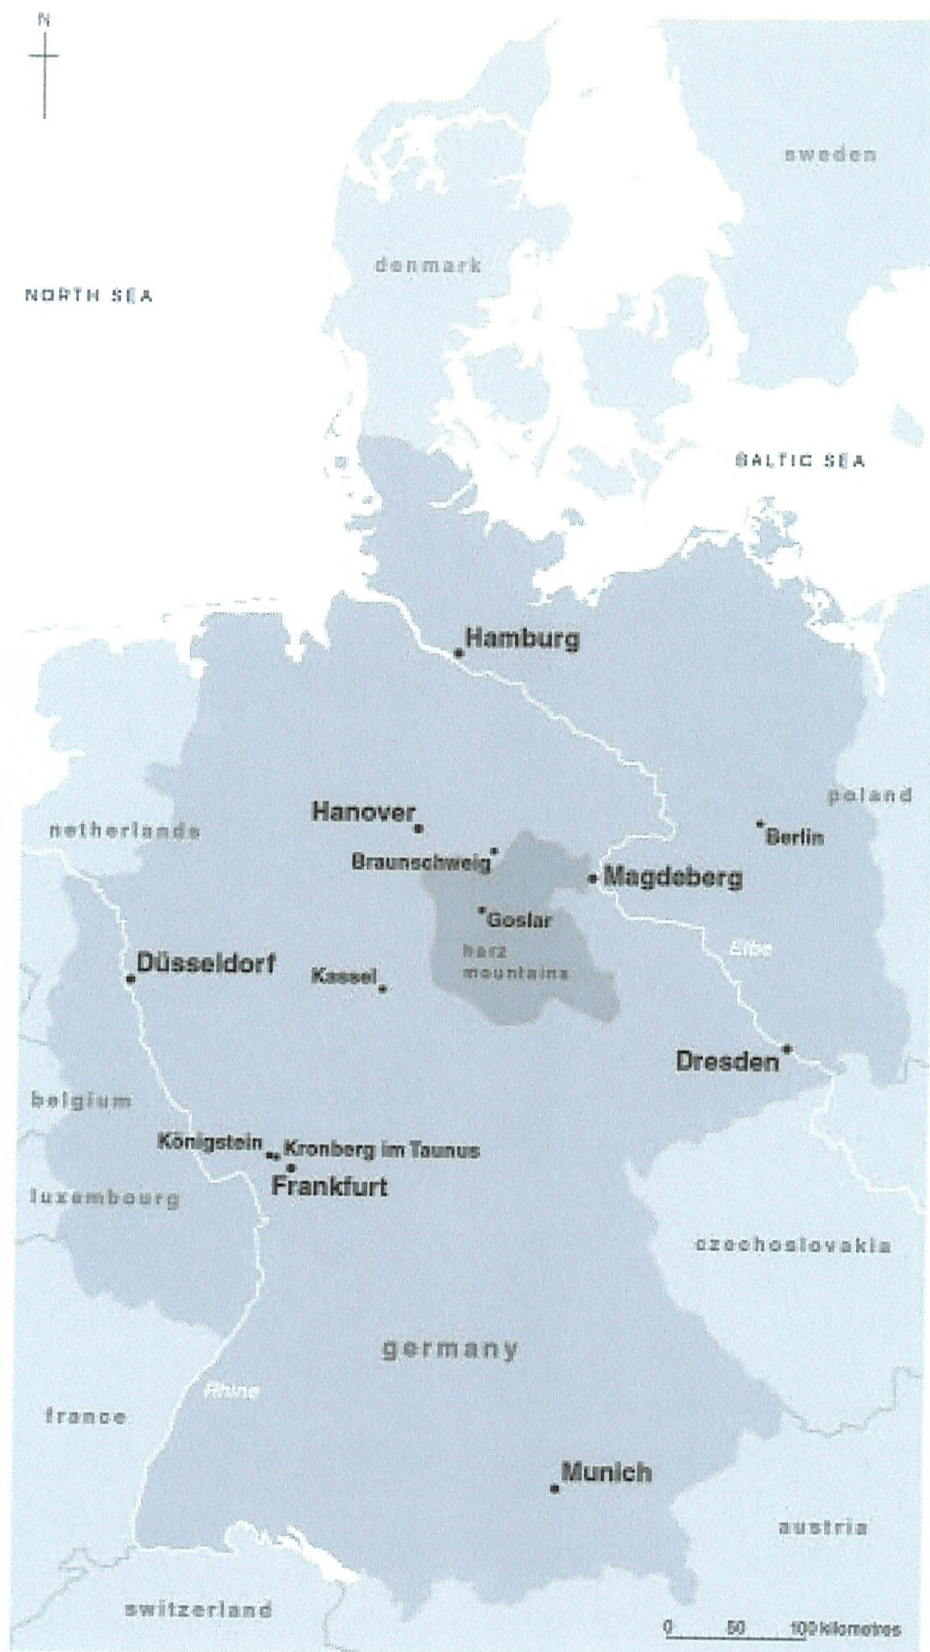 N
sweden
denmark
NORTH SEA
BALTIC SEA
Hamburg
poland
Hanover
netherlands
Berlin
Braunschweig
Magdeberg
Goslar
Elbe
harz
mountains
Düsseldorf
Kassel
Dresden
belgium
Königstein
Kronberg im Taunus
Frankfurt
luxembourg
czechoslovakia
germany
Rhine
france
Munich
austria
switzerland
0 50 100 kilometres